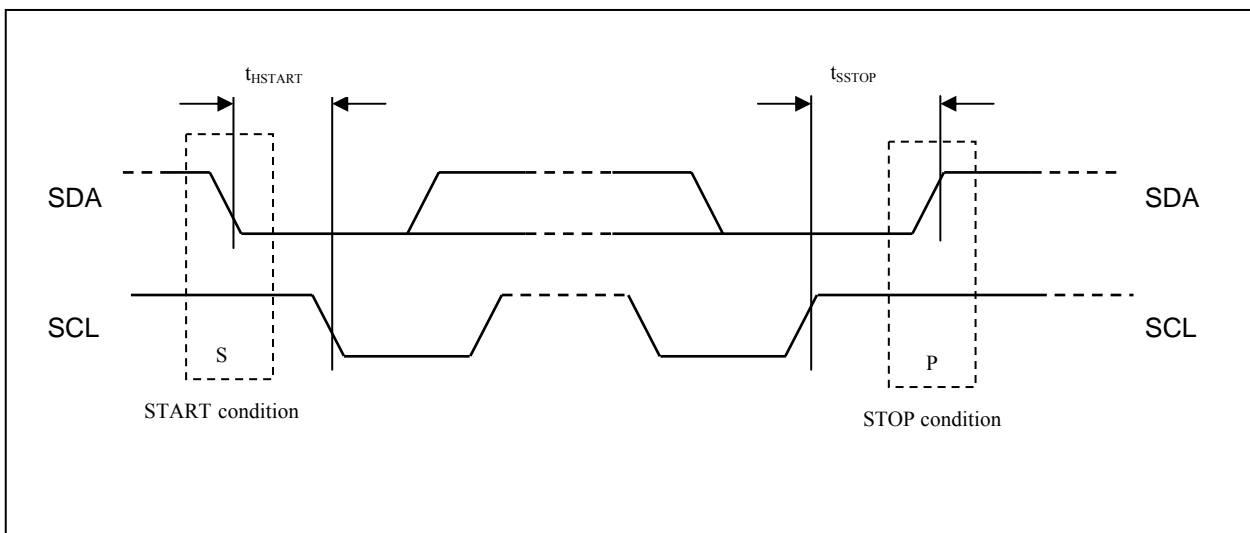 tHSTART
tSSTOP
SDA
SDA
SCL
SCL
S
P
START condition
STOP condition